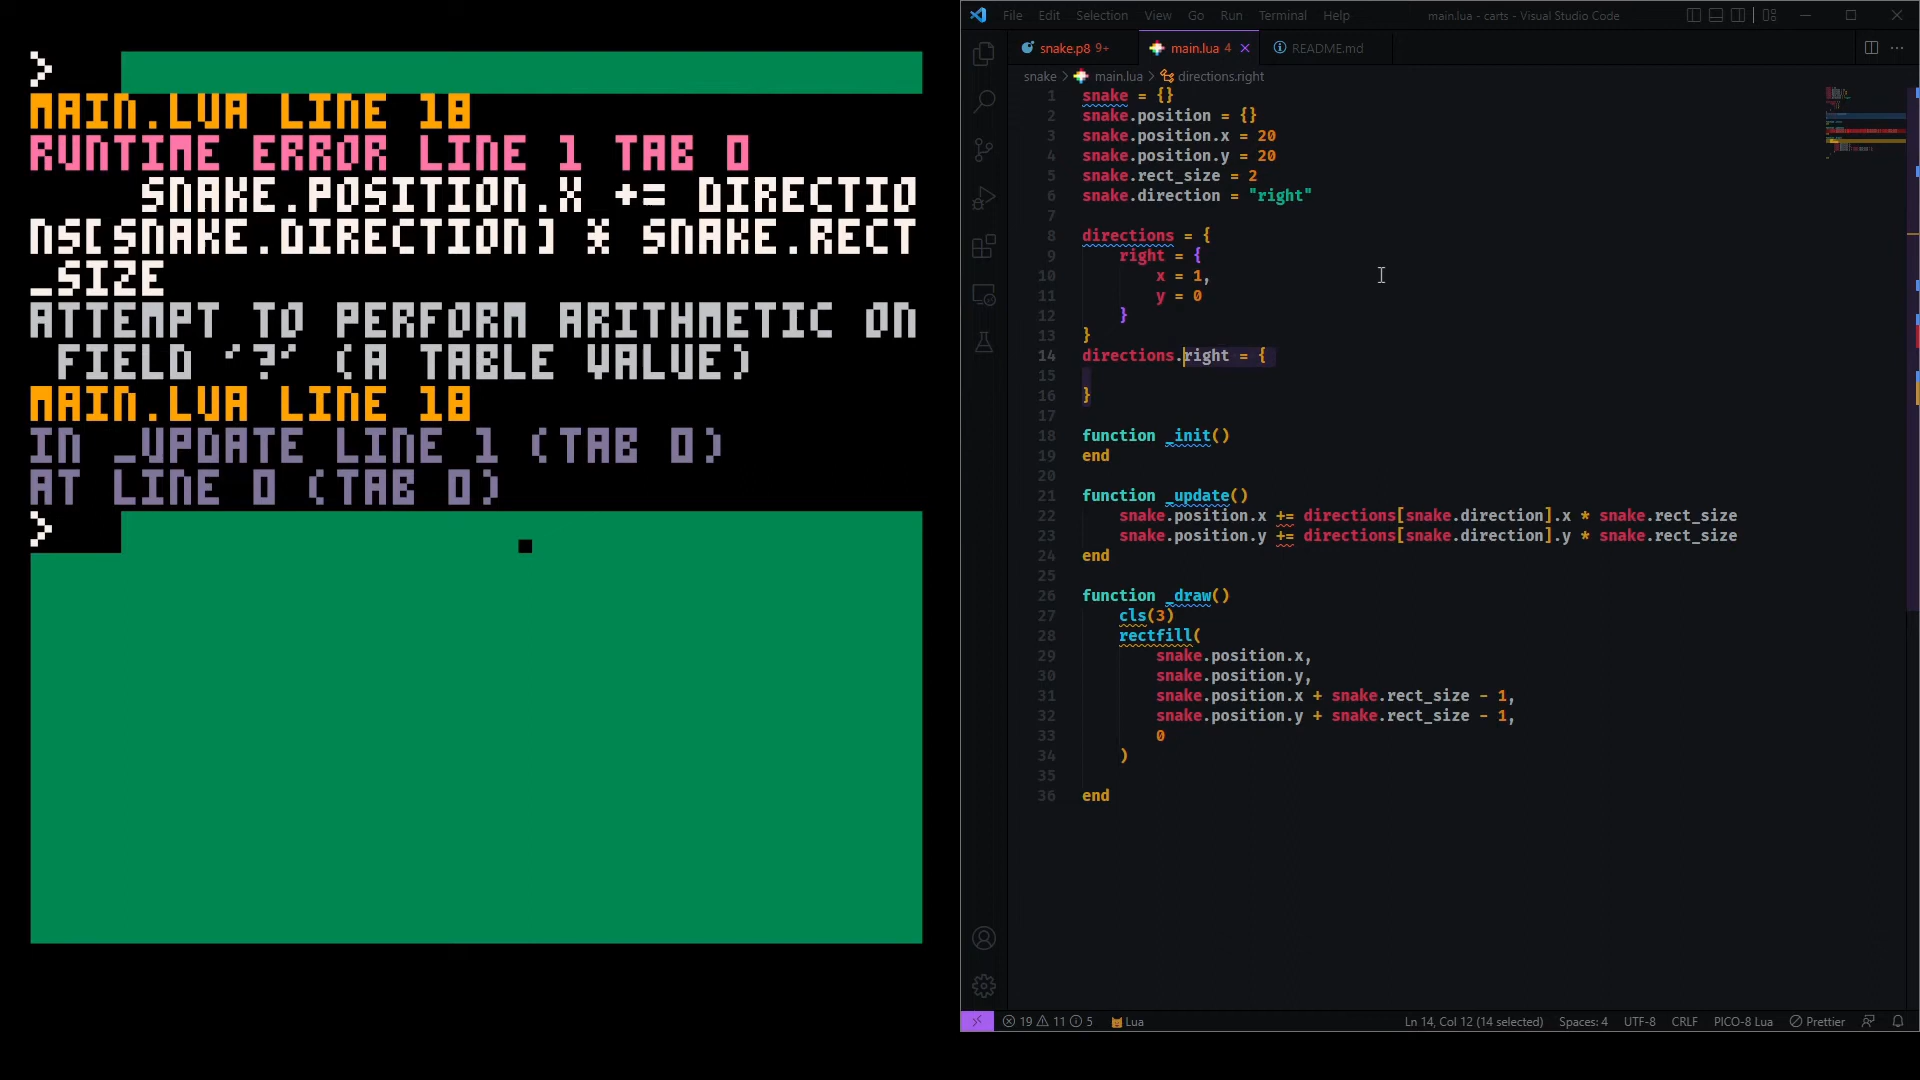 >
MAIN.LUA LINE 18
RUNTIME ERROR LINE 1 TAB 0
SNAKE.POSITION.X += DIRECTIO
NS[SNAKE.DIRECTION] * SNAKE.RECT
_SIZE
ATTEMPT TO PERFORM ARITHMETIC ON
FIELD '?' (A TABLE VALUE)
MAIN.LUA LINE 18
IN _UPDATE LINE 1 (TAB 0)
AT LINE 0 (TAB 0)
>
File Edit Selection View Go Run Terminal Help
main.lua - carts - Visual Studio Code
snake.p8 9+
main.lua 4
README.md
snake > main.lua > directions.right
1 snake = {}
2 snake.position = {}
3 snake.position.x = 20
4 snake.position.y = 20
5 snake.rect_size = 2
6 snake.direction = "right"
7
8 directions = {
9 right = {
10 x = 1,
11 y = 0
12 }
13 }
14 directions.right = {
15
16 }
17
18 function _init()
19 end
20
21 function _update()
22 snake.position.x += directions[snake.direction].x * snake.rect_size
23 snake.position.y += directions[snake.direction].y * snake.rect_size
24 end
25
26 function _draw()
27 cls(3)
28 rectfill(
29 snake.position.x,
30 snake.position.y,
31 snake.position.x + snake.rect_size - 1,
32 snake.position.y + snake.rect_size - 1,
33 0
34 )
35
36 end
19 11 5 Lua
Ln 14, Col 12 (14 selected) Spaces: 4 UTF-8 CRLF PICO-8 Lua Prettier